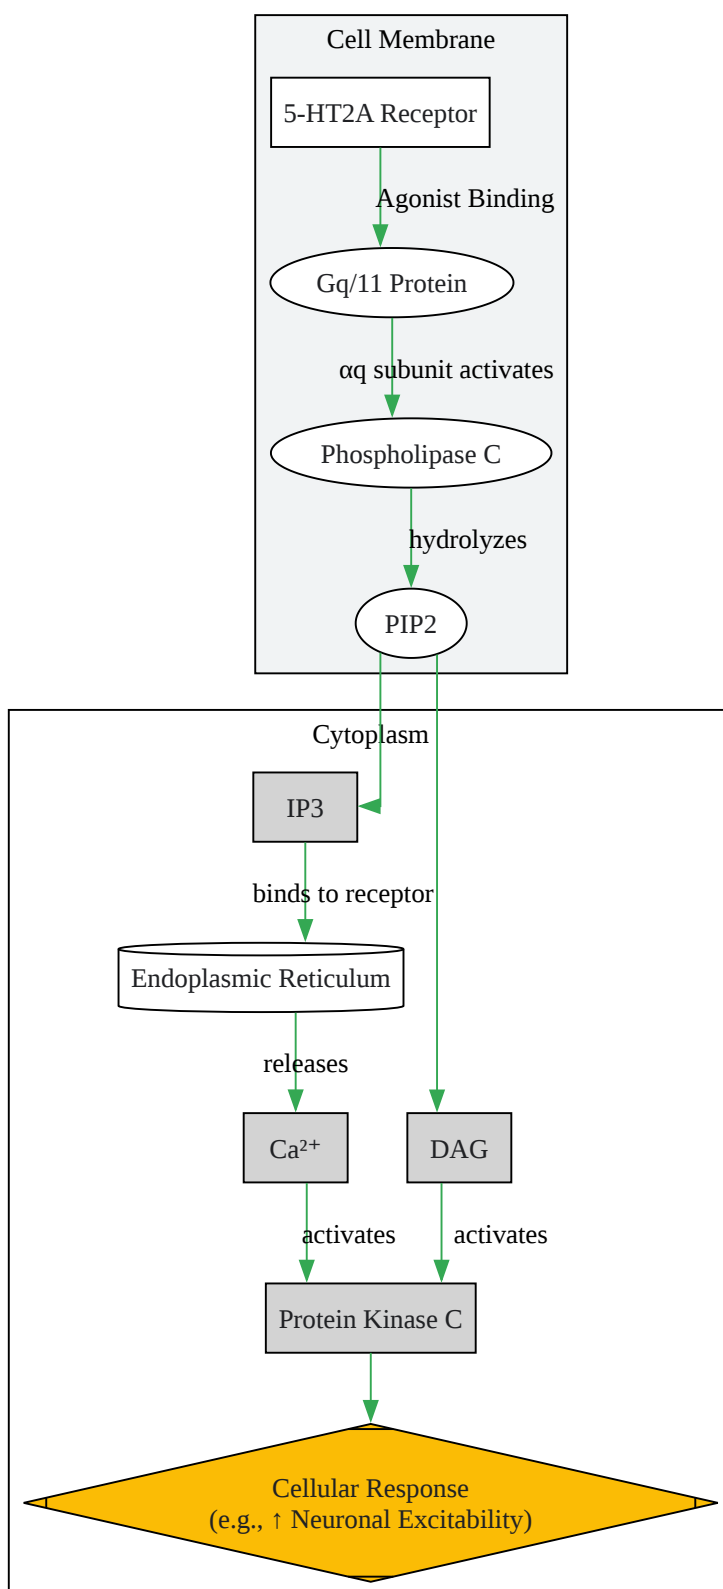 Cell Membrane
5-HT2A Receptor
Agonist Binding
Gq/11 Protein
αq subunit activates
Phospholipase C
hydrolyzes
PIP2
Cytoplasm
IP3
binds to receptor
Endoplasmic Reticulum
releases
Ca²⁺
DAG
activates
activates
Protein Kinase C
Cellular Response
(e.g., ↑ Neuronal Excitability)